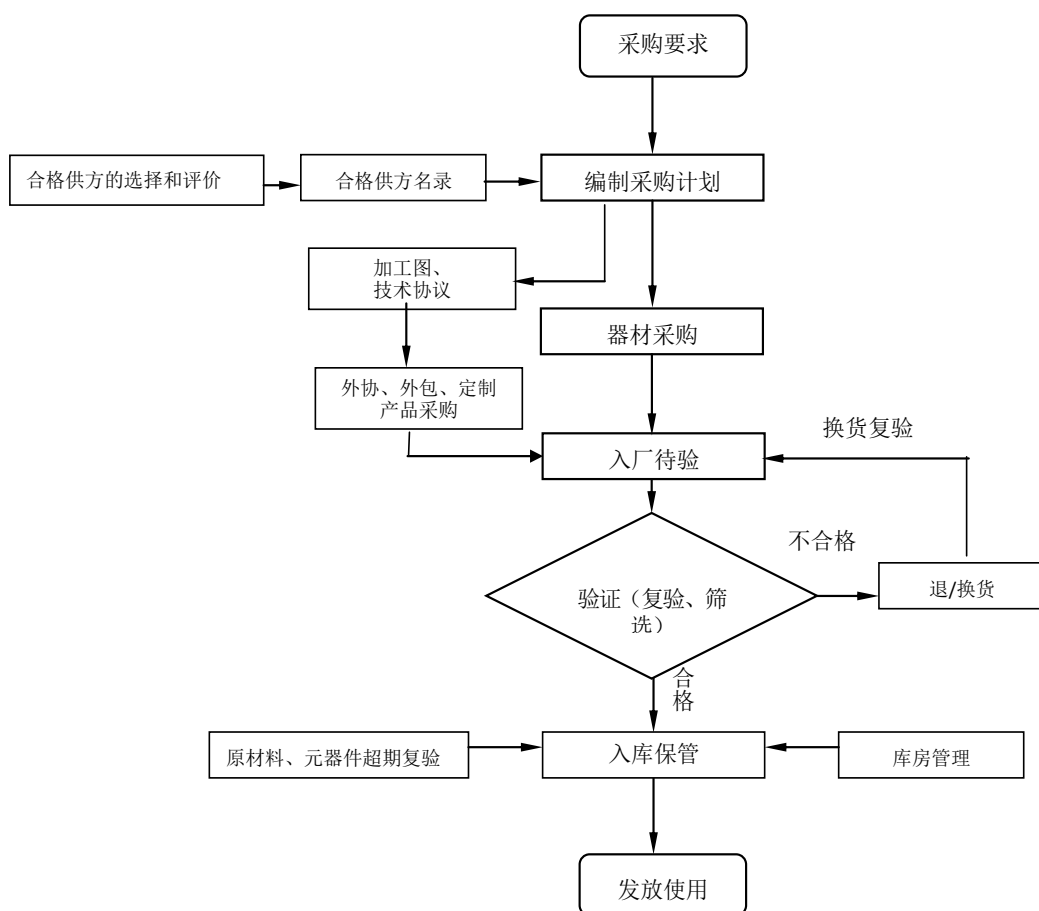 采购要求
合格供方的选择和评价
合格供方名录
编制采购计划
加工图、
技术协议
器材采购
外协、外包、定制
产品采购
换货复验
入厂待验
不合格
验证（复验、筛
选）
退/换货
合
格
原材料、元器件超期复验
入库保管
库房管理
发放使用